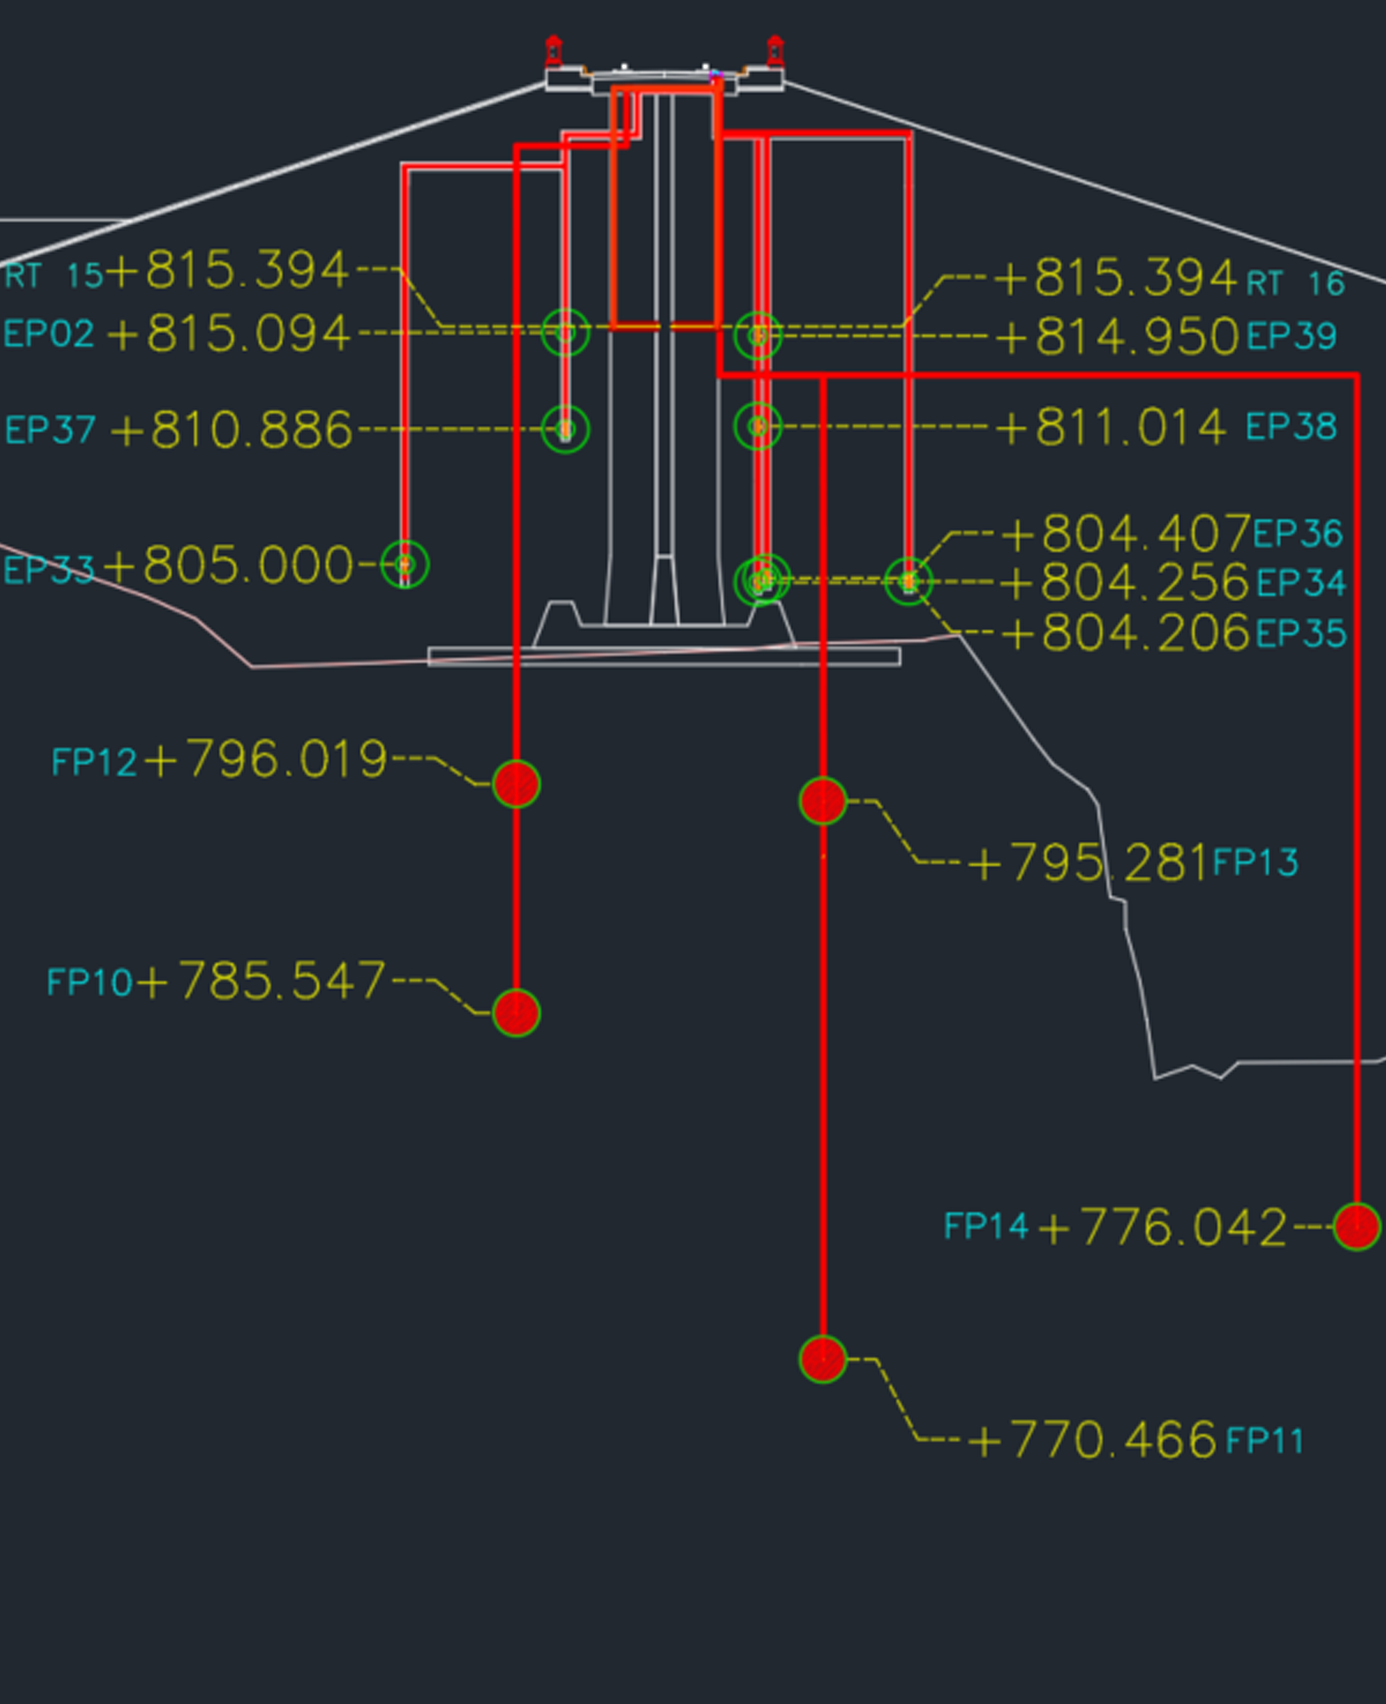 RT 15 +815.394
+815.394 RT 16
EP02 +815.094
+814.950 EP39
EP37 +810.886
+811.014 EP38
+804.407 EP36
EP33 +805.000
+804.256 EP34
+804.206 EP35
FP12 +796.019
+795.281 FP13
FP10 +785.547
FP14 +776.042
+770.466 FP11